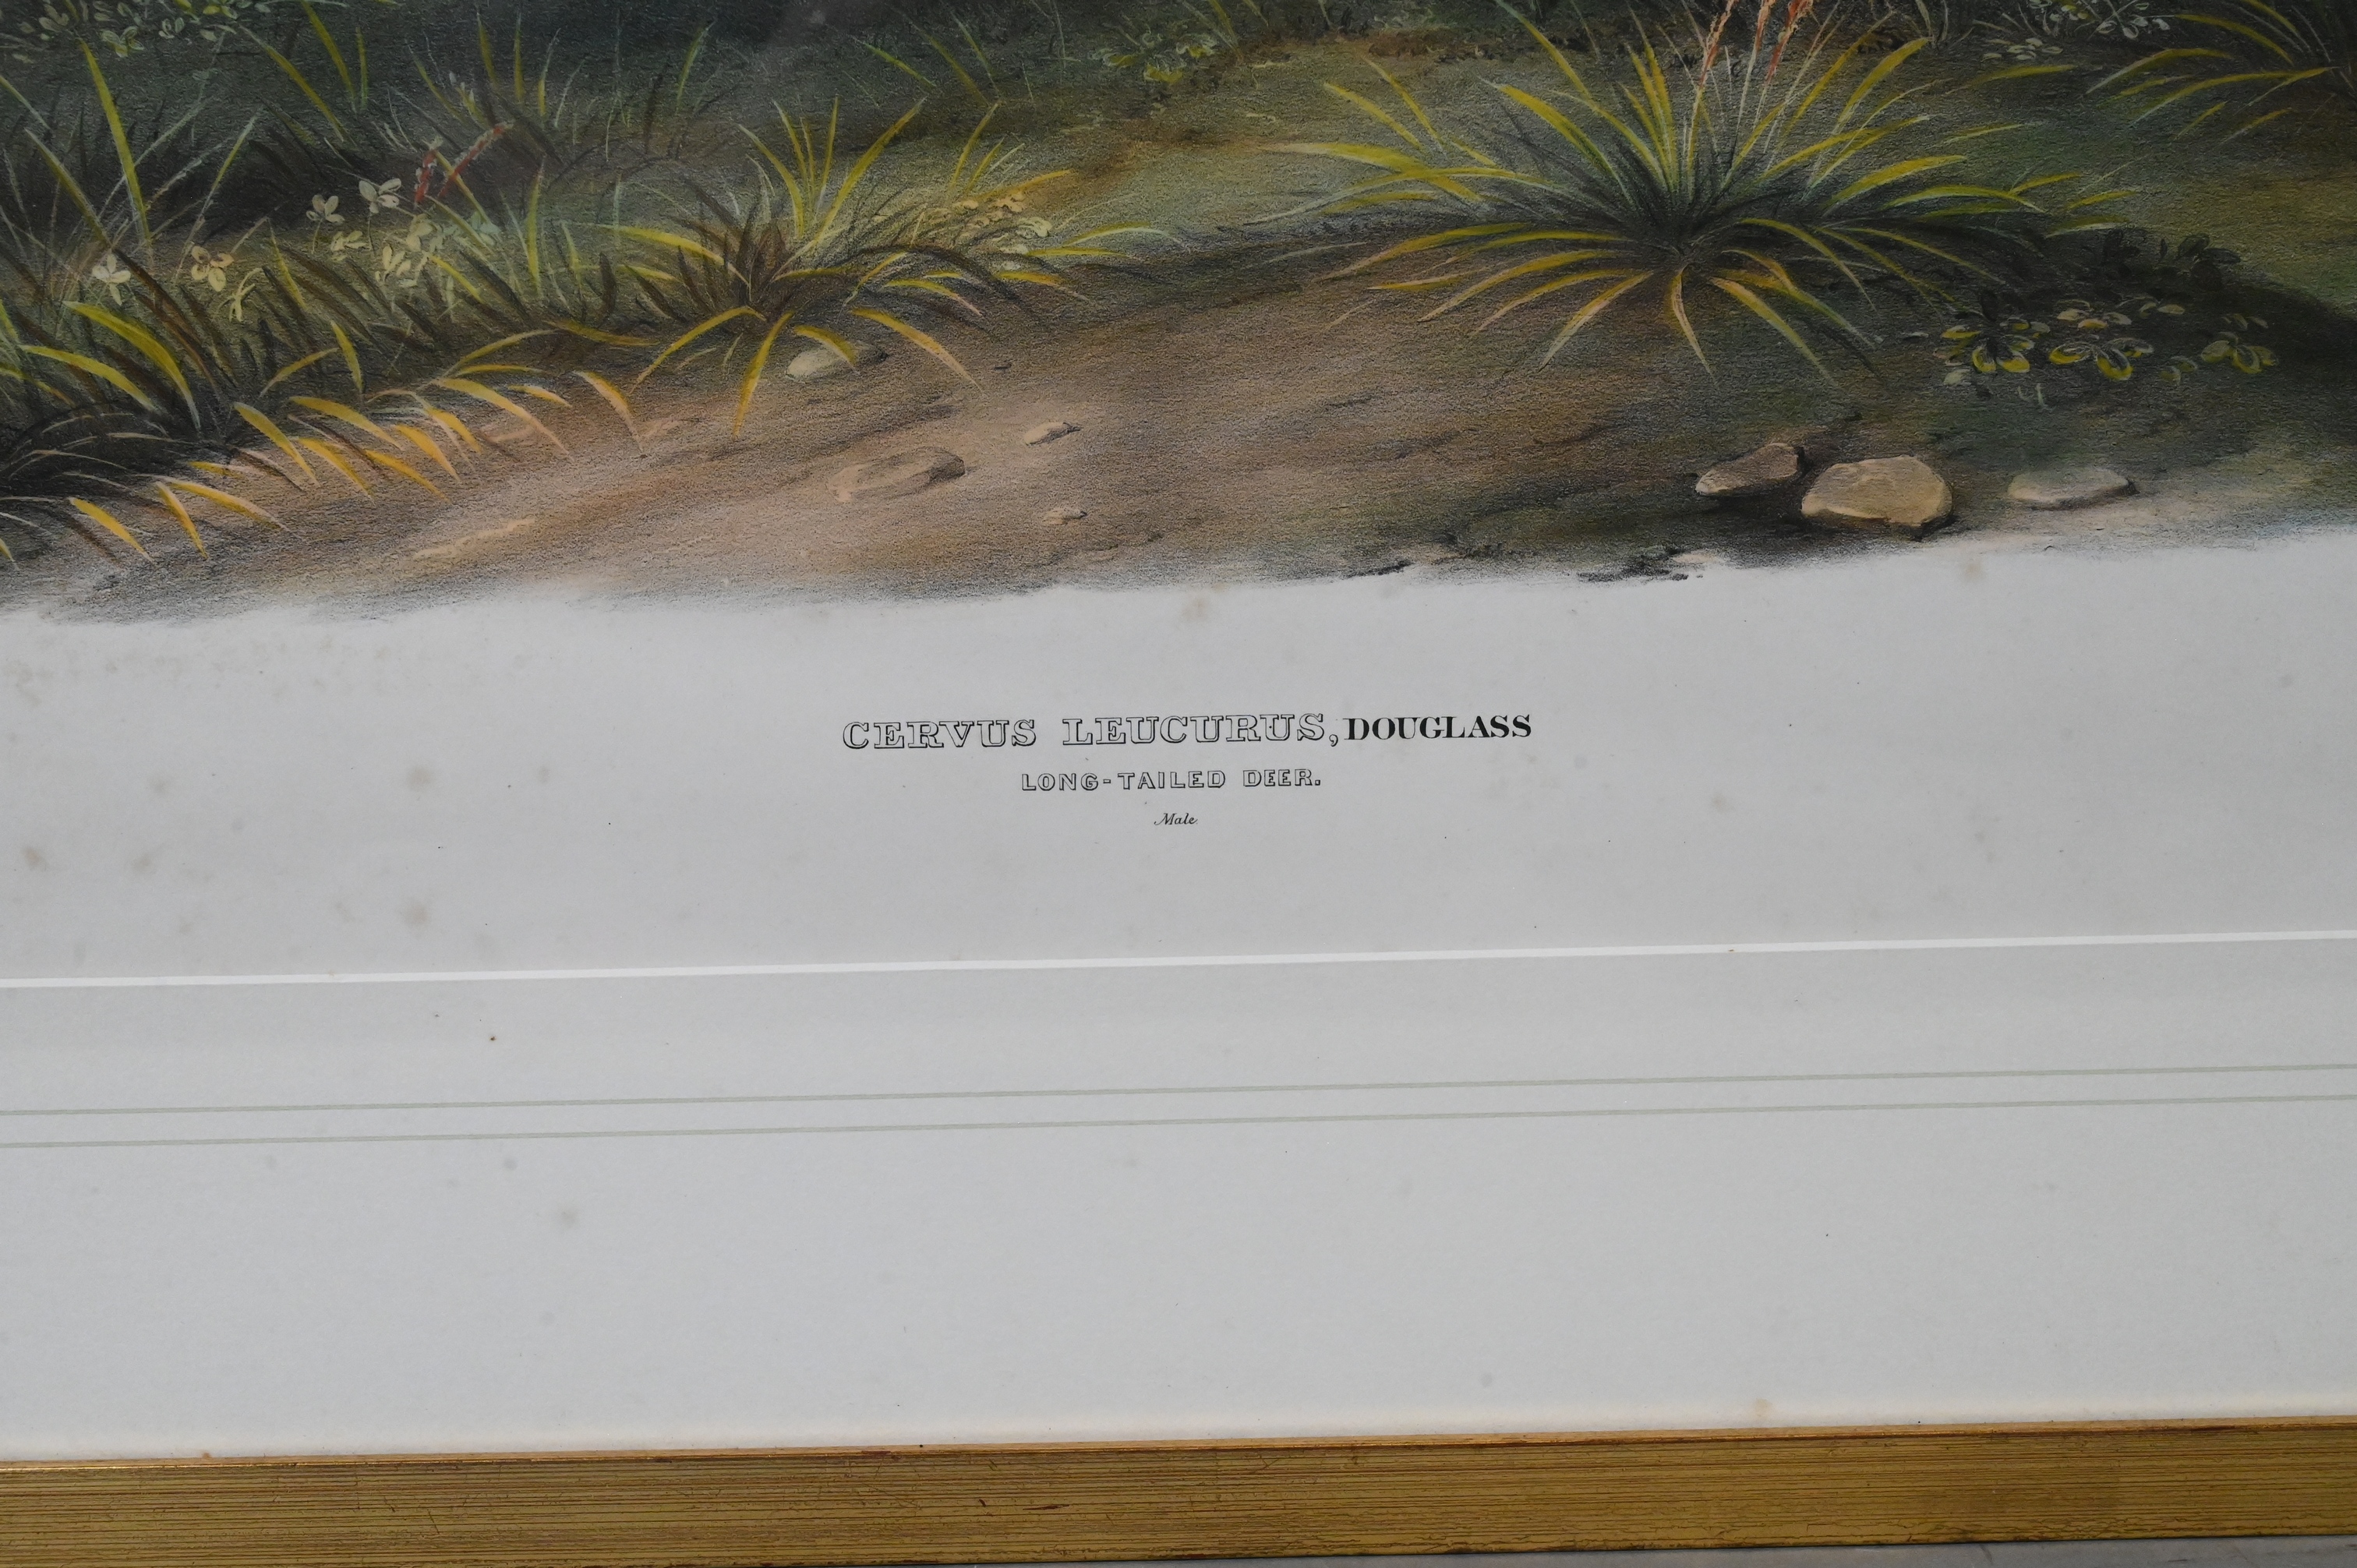 CERVUS LEUCURUS, DOUGLASS
LONG-TAILED DEER.
Male.